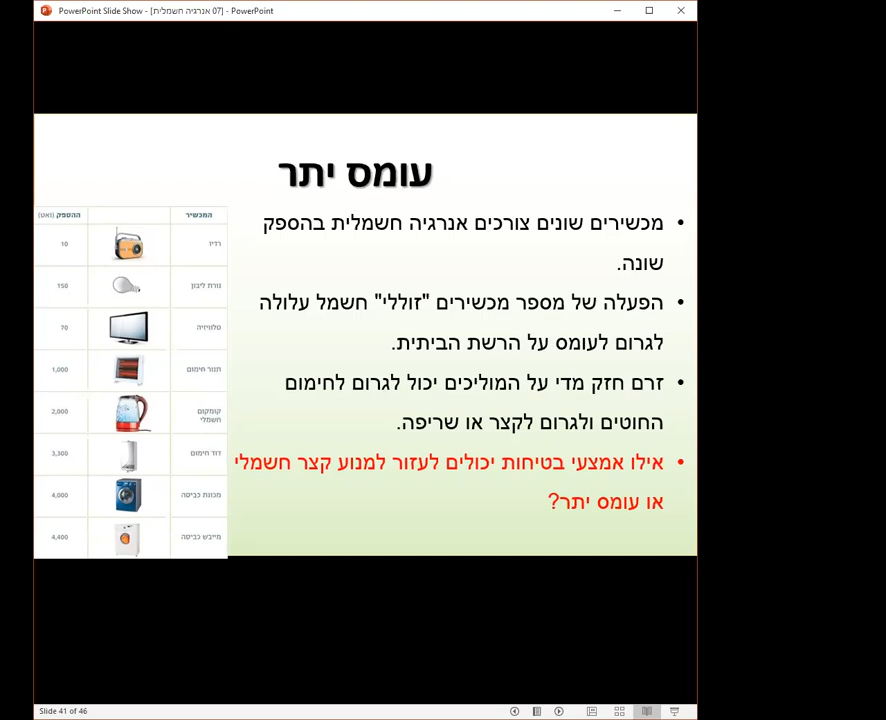 PowerPoint Slide Show - [07 אנרגיה חשמלית] - PowerPoint
עומס יתר
• מכשירים שונים צורכים אנרגיה חשמלית בהספק
שונה.
• הפעלה של מספר מכשירים "זוללי" חשמל עלולה
לגרום לעומס על הרשת הביתית.
• זרם חזק מדי על המוליכים יכול לגרום לחימום
החוטים ולגרום לקצר או שריפה.
• אילו אמצעי בטיחות יכולים לעזור למנוע קצר חשמלי
או עומס יתר?
המכשיר ההספק (ואט)
רדיו 10
נורת ליבון 150
טלוויזיה 70
תנור חימום 1,000
קומקום
חשמלי 2,000
דוד חימום 3,300
מכונת כביסה 4,000
מייבש כביסה 4,400
Slide 41 of 46